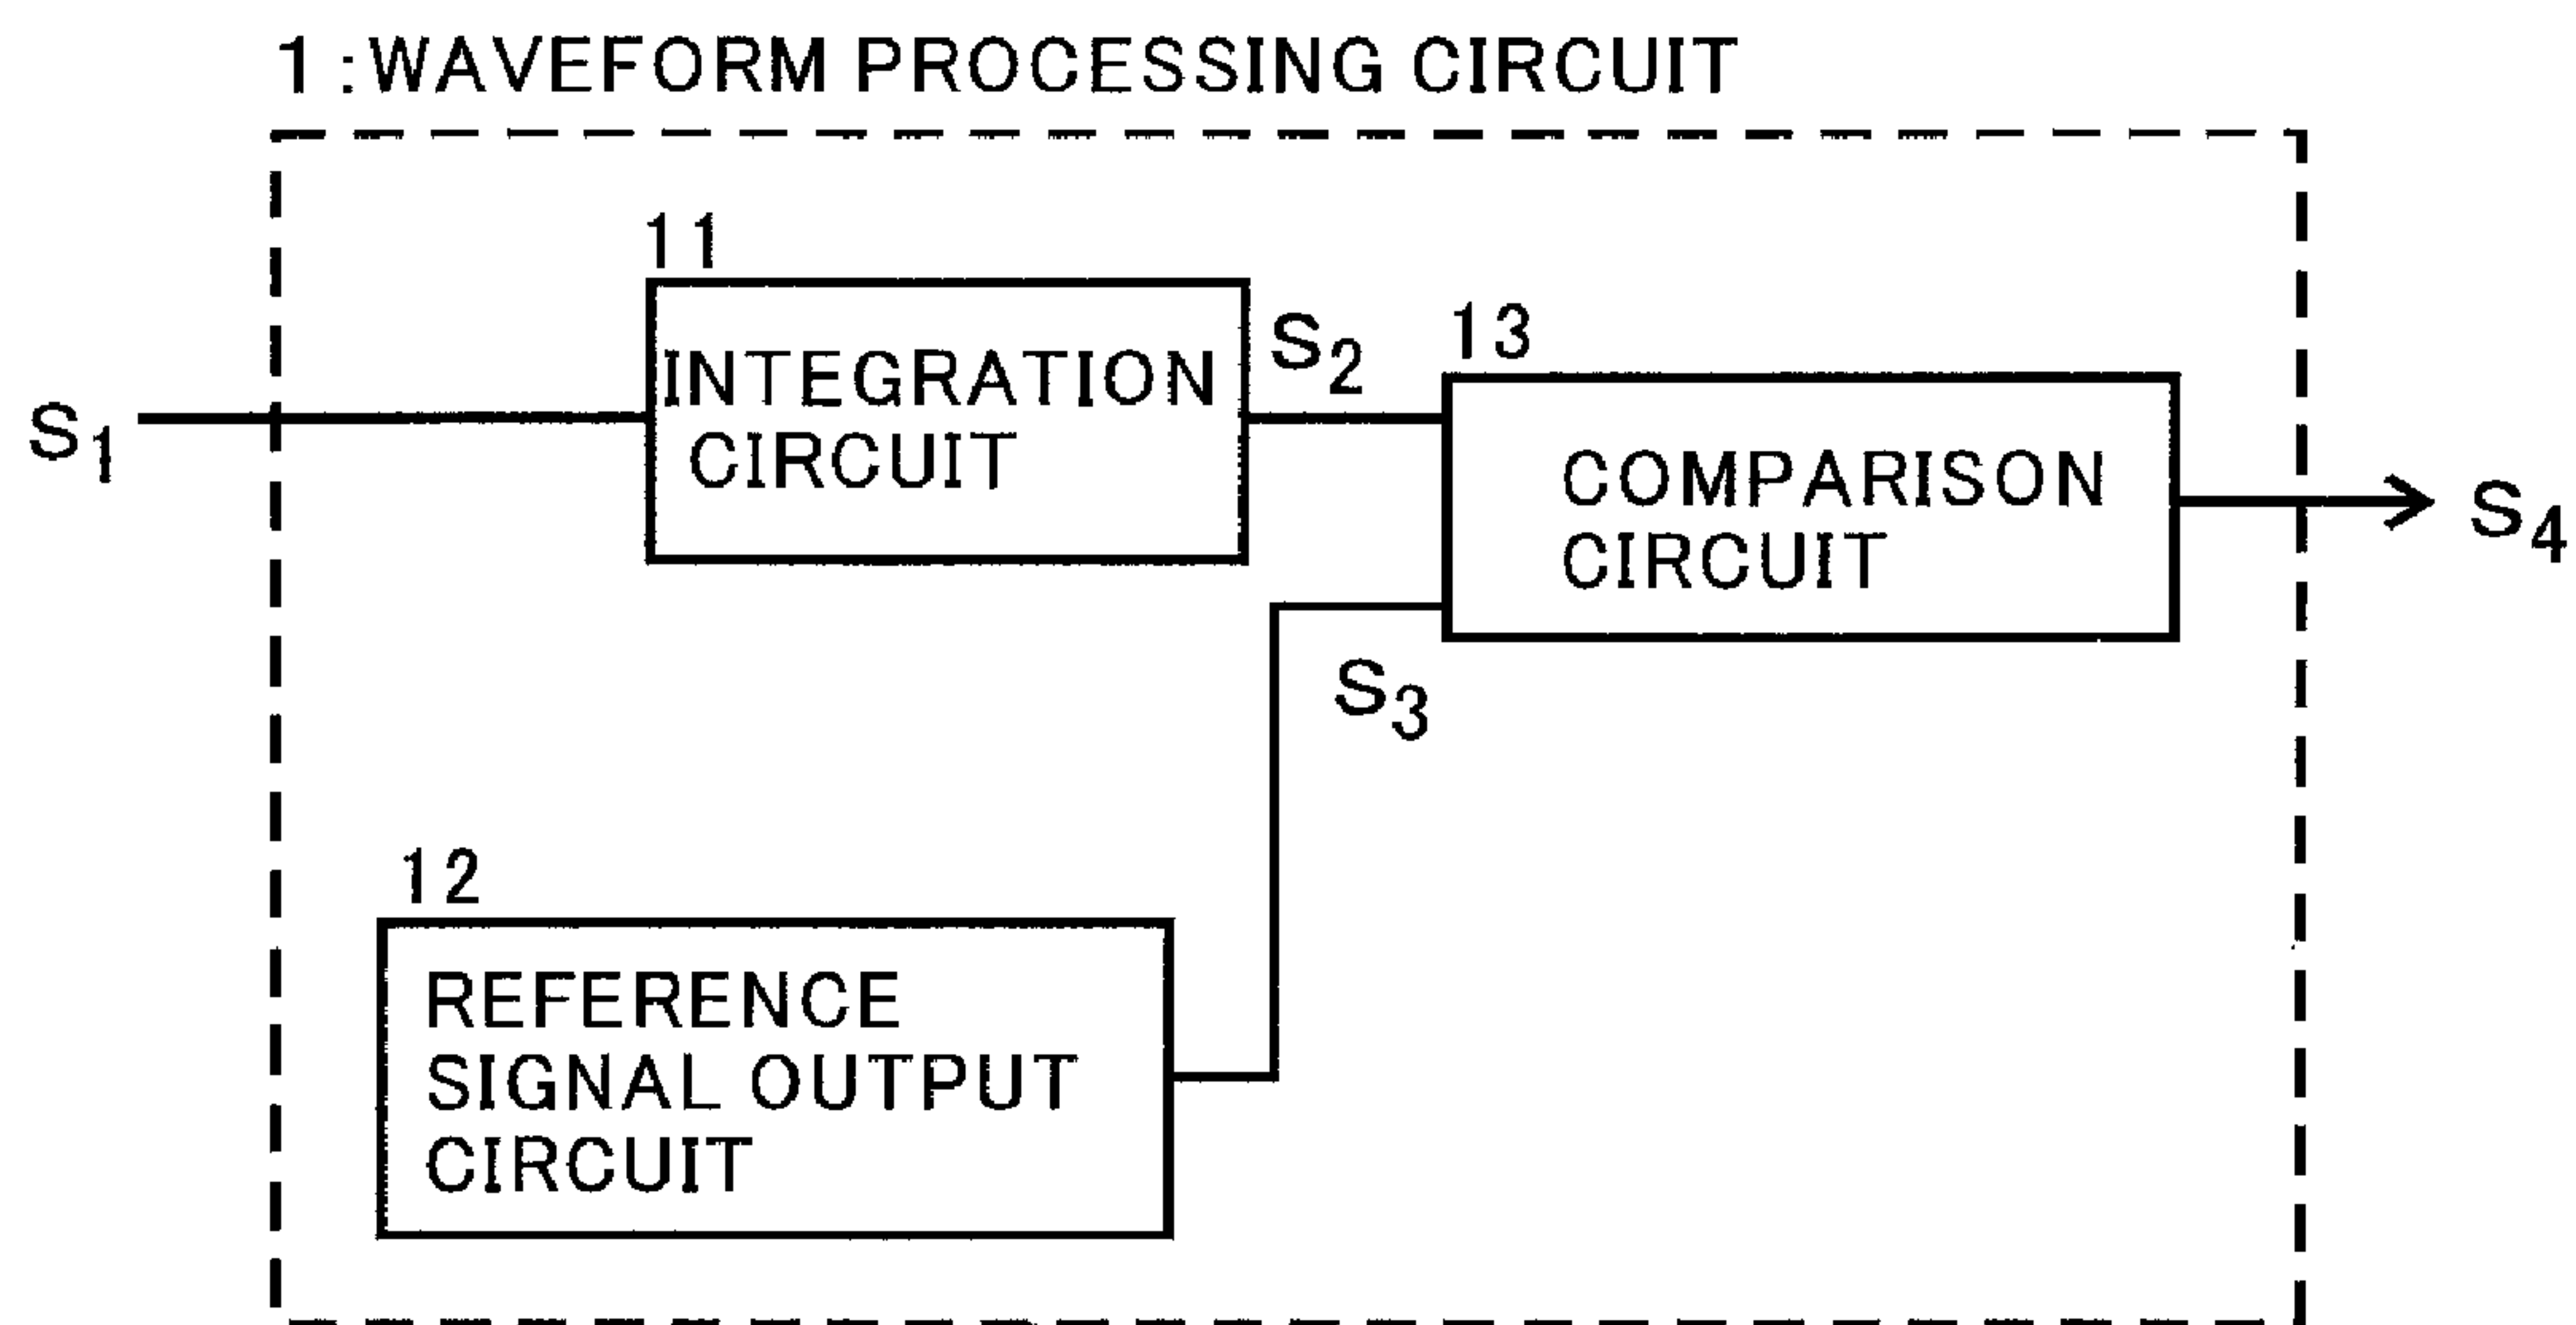 1:WAVEFORM PROCESSING CIRCUIT
11
INTEGRATION
CIRCUIT
S1
S2
13
COMPARISON
CIRCUIT
S4
S3
12
REFERENCE
SIGNAL OUTPUT
CIRCUIT